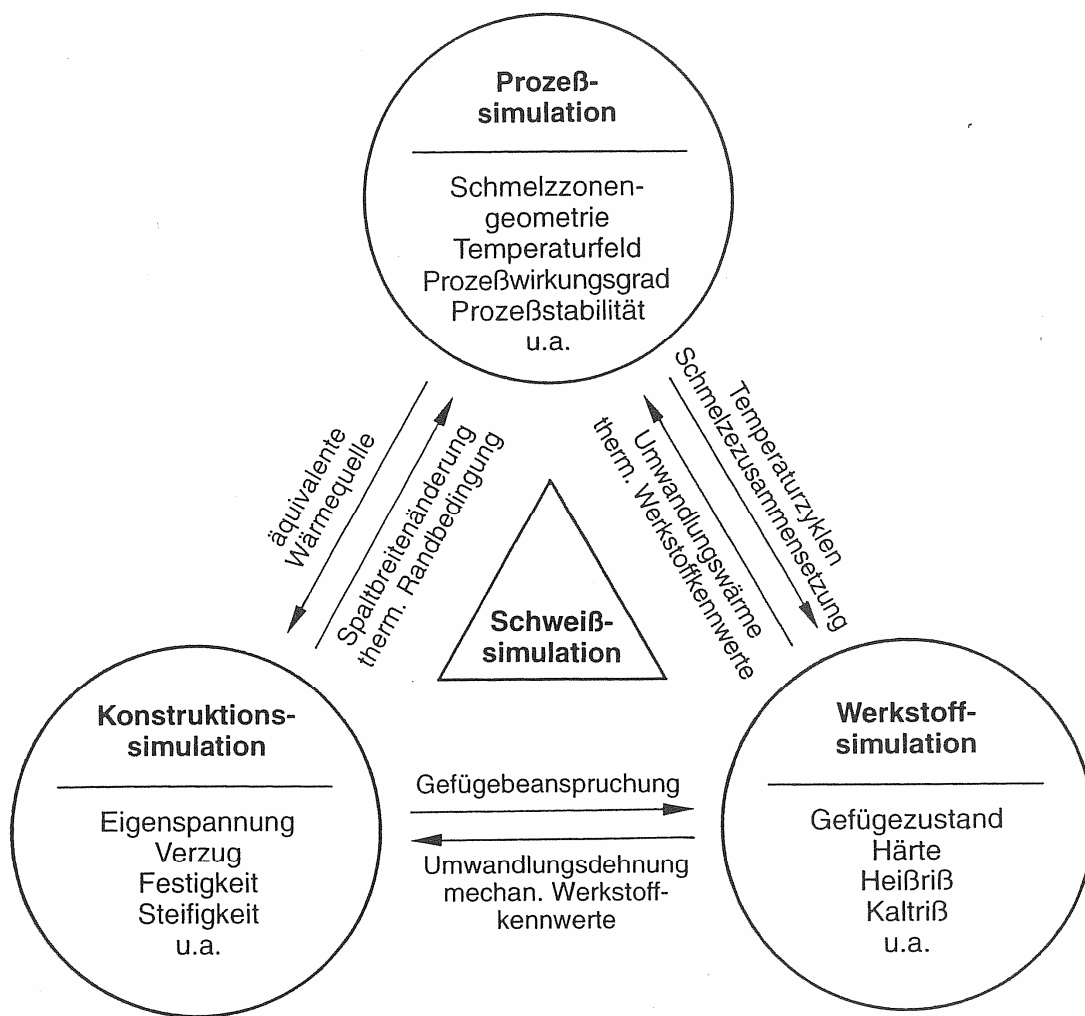 Prozeß-
simulation
Schmelzzonen-
geometrie
Temperaturfeld
Prozeßwirkungsgrad
Prozeßstabilität
u.a.
äquivalente
Wärmequelle
Spaltbreitenänderung
therm. Randbedingung
Temperaturzyklen
Schmelzezusammensetzung
Umwandlungswärme
therm. Werkstoffkennwerte
Schweiß-
simulation
Konstruktions-
simulation
Eigenspannung
Verzug
Festigkeit
Steifigkeit
u.a.
Gefügebeanspruchung
Umwandlungsdehnung
mechan. Werkstoff-
kennwerte
Werkstoff-
simulation
Gefügezustand
Härte
Heißriß
Kaltriß
u.a.